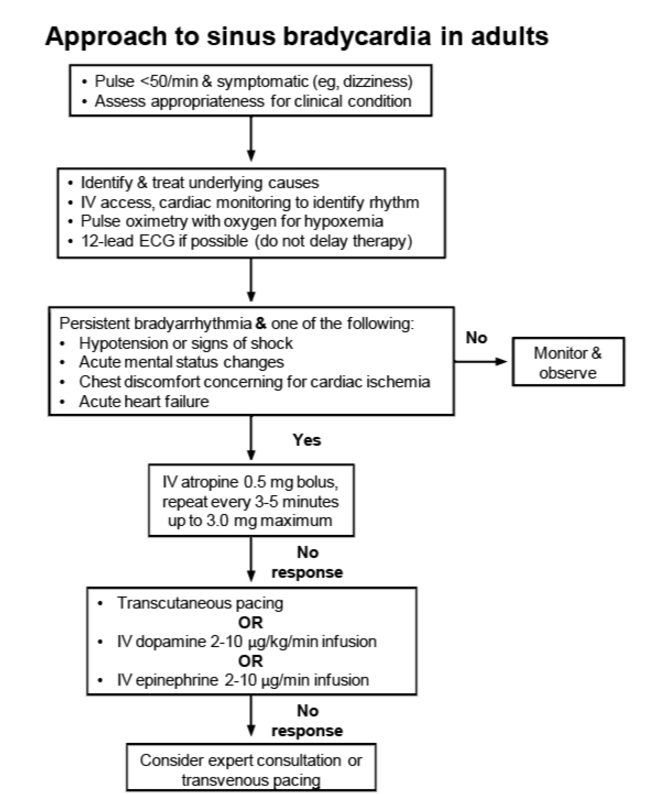 Approach to sinus bradycardia in adults
• Pulse <50/min & symptomatic (eg, dizziness)
• Assess appropriateness for clinical condition
• Identify & treat underlying causes
• IV access, cardiac monitoring to identify rhythm
• Pulse oximetry with oxygen for hypoxemia
• 12-lead ECG if possible (do not delay therapy)
Persistent bradyarrhythmia & one of the following:
• Hypotension or signs of shock
• Acute mental status changes
• Chest discomfort concerning for cardiac ischemia
• Acute heart failure
No
Monitor &
observe
Yes
IV atropine 0.5 mg bolus,
repeat every 3-5 minutes
up to 3.0 mg maximum
No
response
• Transcutaneous pacing
OR
• IV dopamine 2-10 µg/kg/min infusion
OR
• IV epinephrine 2-10 µg/min infusion
No
response
Consider expert consultation or
transvenous pacing